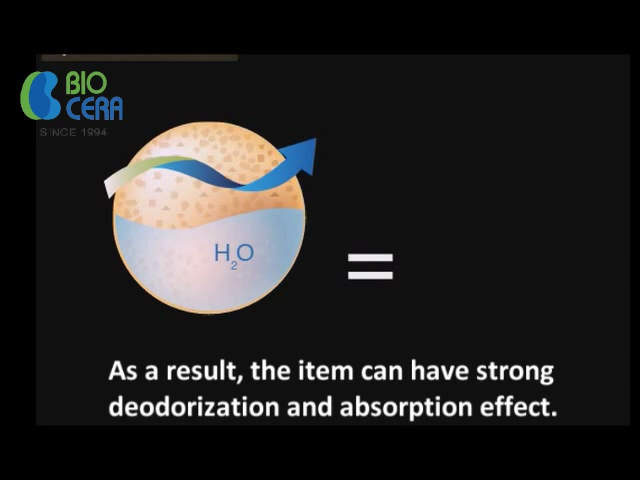 BIO
CERA
SINCE 1994
H2O
=
As a result, the item can have strong
deodorization and absorption effect.